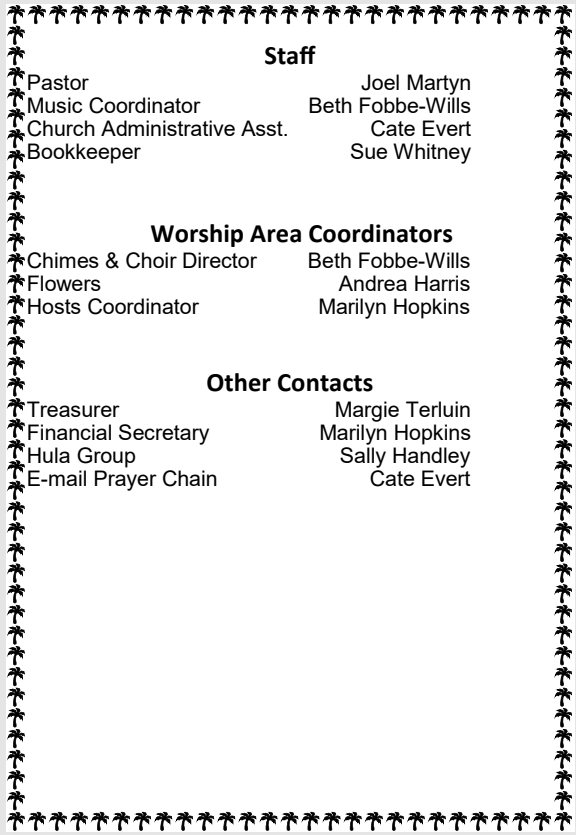 Staff
Pastor Joel Martyn
Music Coordinator Beth Fobbe-Wills
Church Administrative Asst. Cate Evert
Bookkeeper Sue Whitney
Worship Area Coordinators
Chimes & Choir Director Beth Fobbe-Wills
Flowers Andrea Harris
Hosts Coordinator Marilyn Hopkins
Other Contacts
Treasurer Margie Terluin
Financial Secretary Marilyn Hopkins
Hula Group Sally Handley
E-mail Prayer Chain Cate Evert